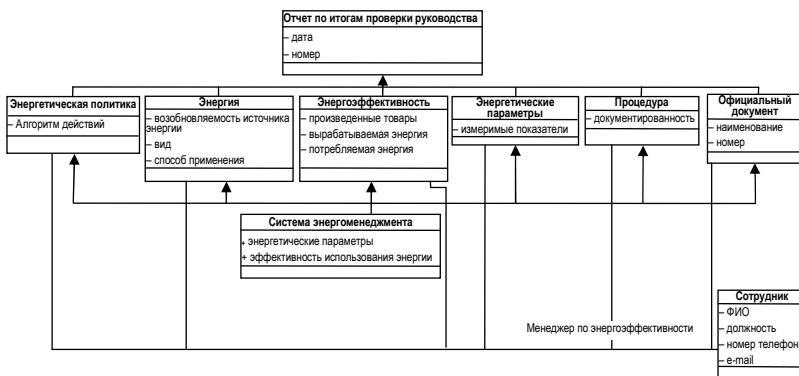 Отчет по итогам проверки руководства
– дата
– номер
Энергетическая политика
– Алгоритм действий
Энергия
– возобновляемость источника
энергии
– вид
– способ применения
Энергоэффективность
– произведенные товары
– вырабатываемая энергия
– потребляемая энергия
Энергетические
параметры
– измеримые показатели
Процедура
– документированность
Официальный
документ
– наименование
– номер
Система энергоменеджмента
+ энергетические параметры
+ эффективность использования энергии
Менеджер по энергоэффективности
Сотрудник
– ФИО
– должность
– номер телефон
– e-mail